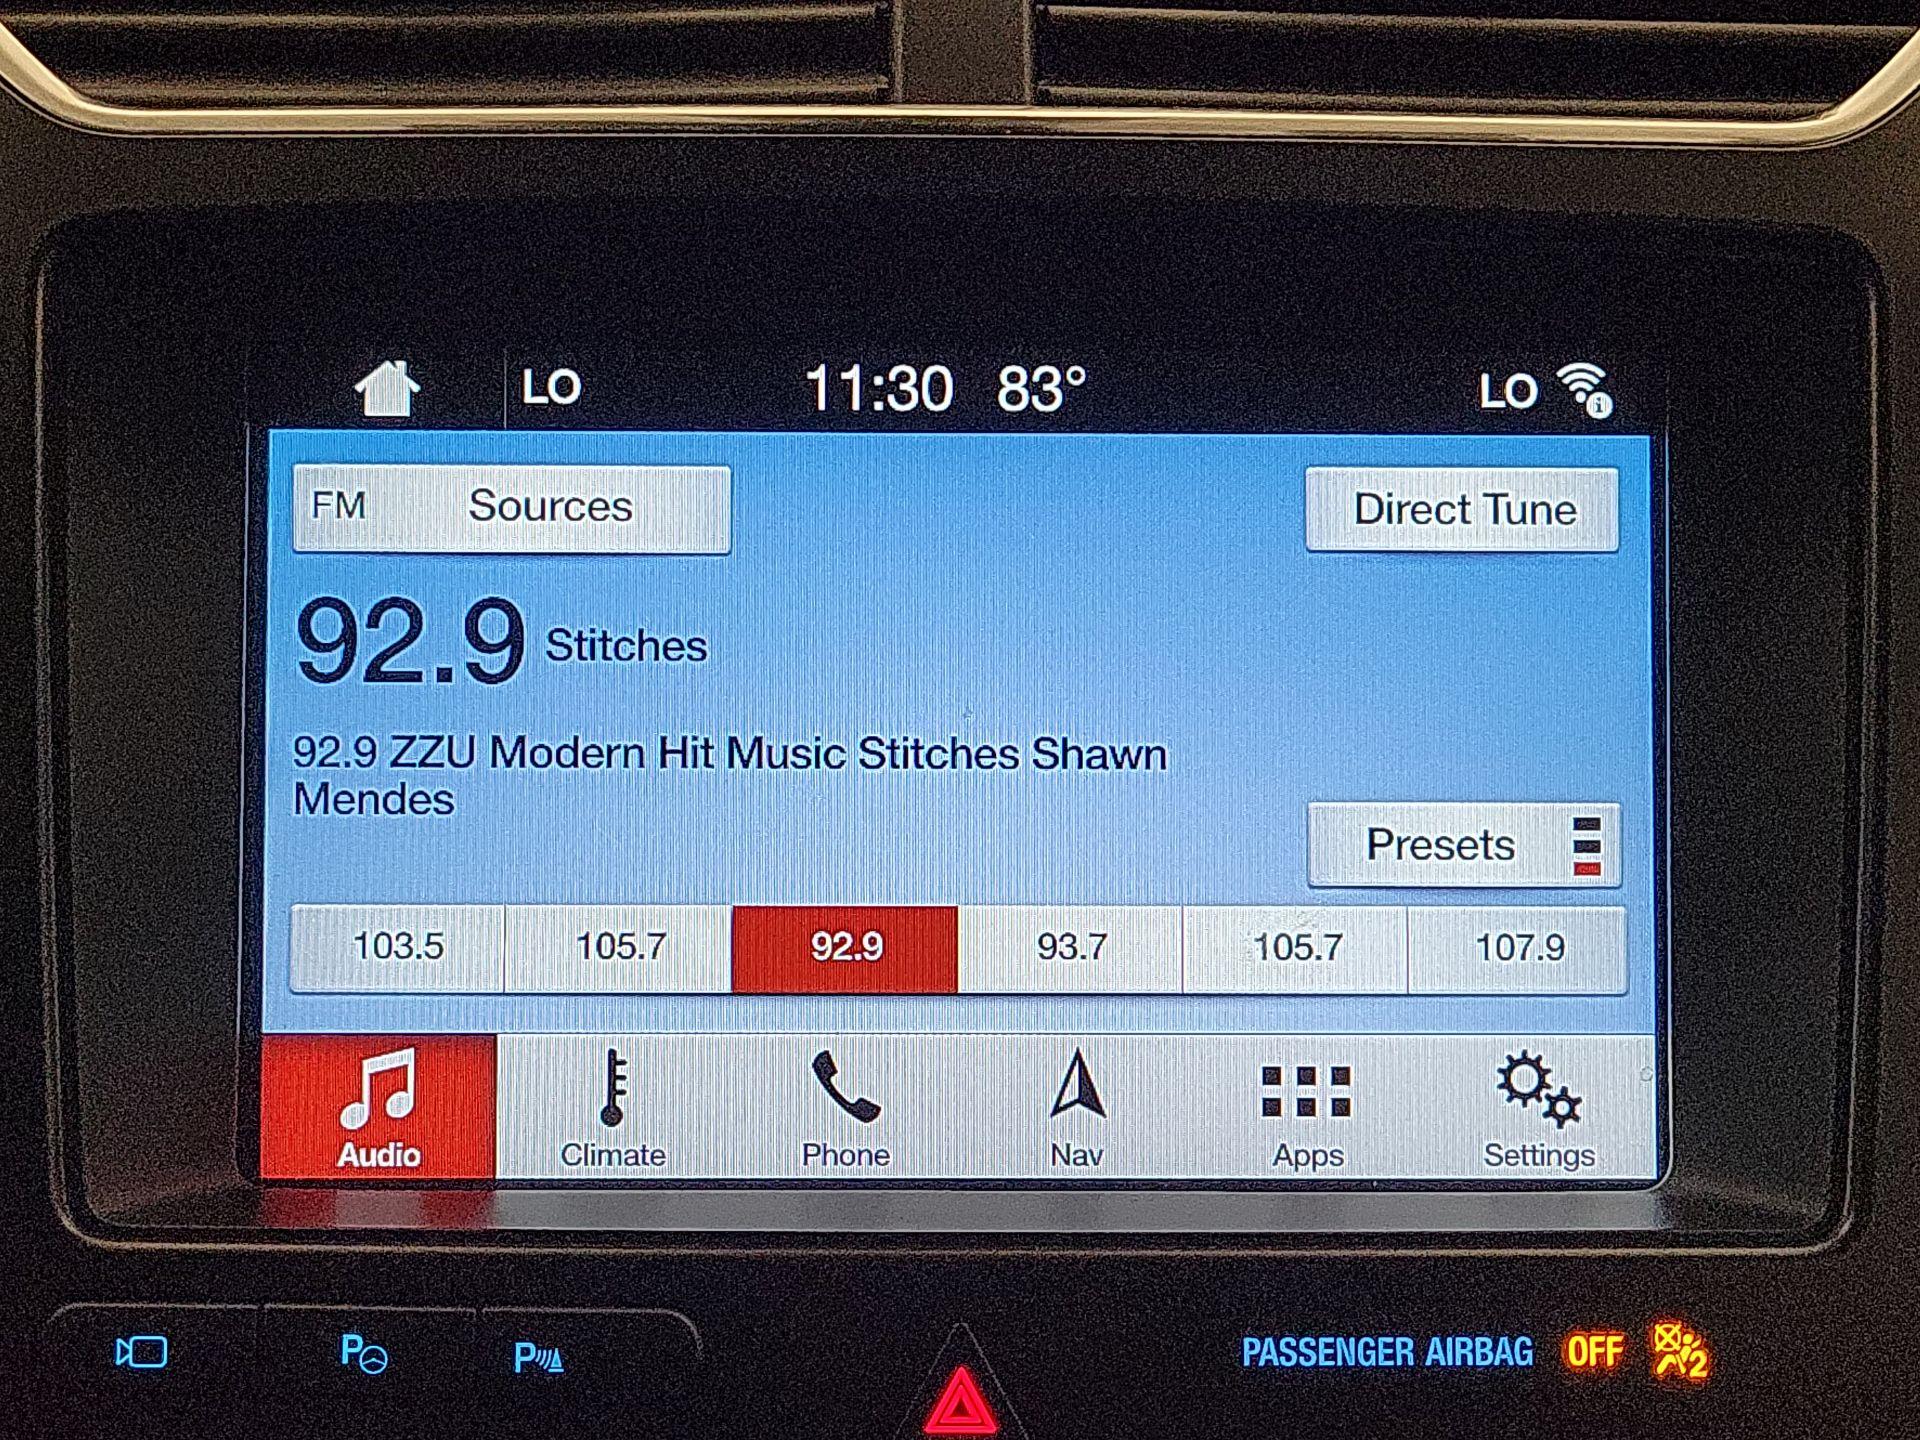 LO 11:30 83° LO
FM Sources Direct Tune
92.9 Stitches
92.9 ZZU Modern Hit Music Stitches Shawn
Mendes
Presets
103.5 105.7 92.9 93.7 105.7 107.9
Audio Climate Phone Nav Apps Settings
P P PASSENGER AIRBAG OFF 2